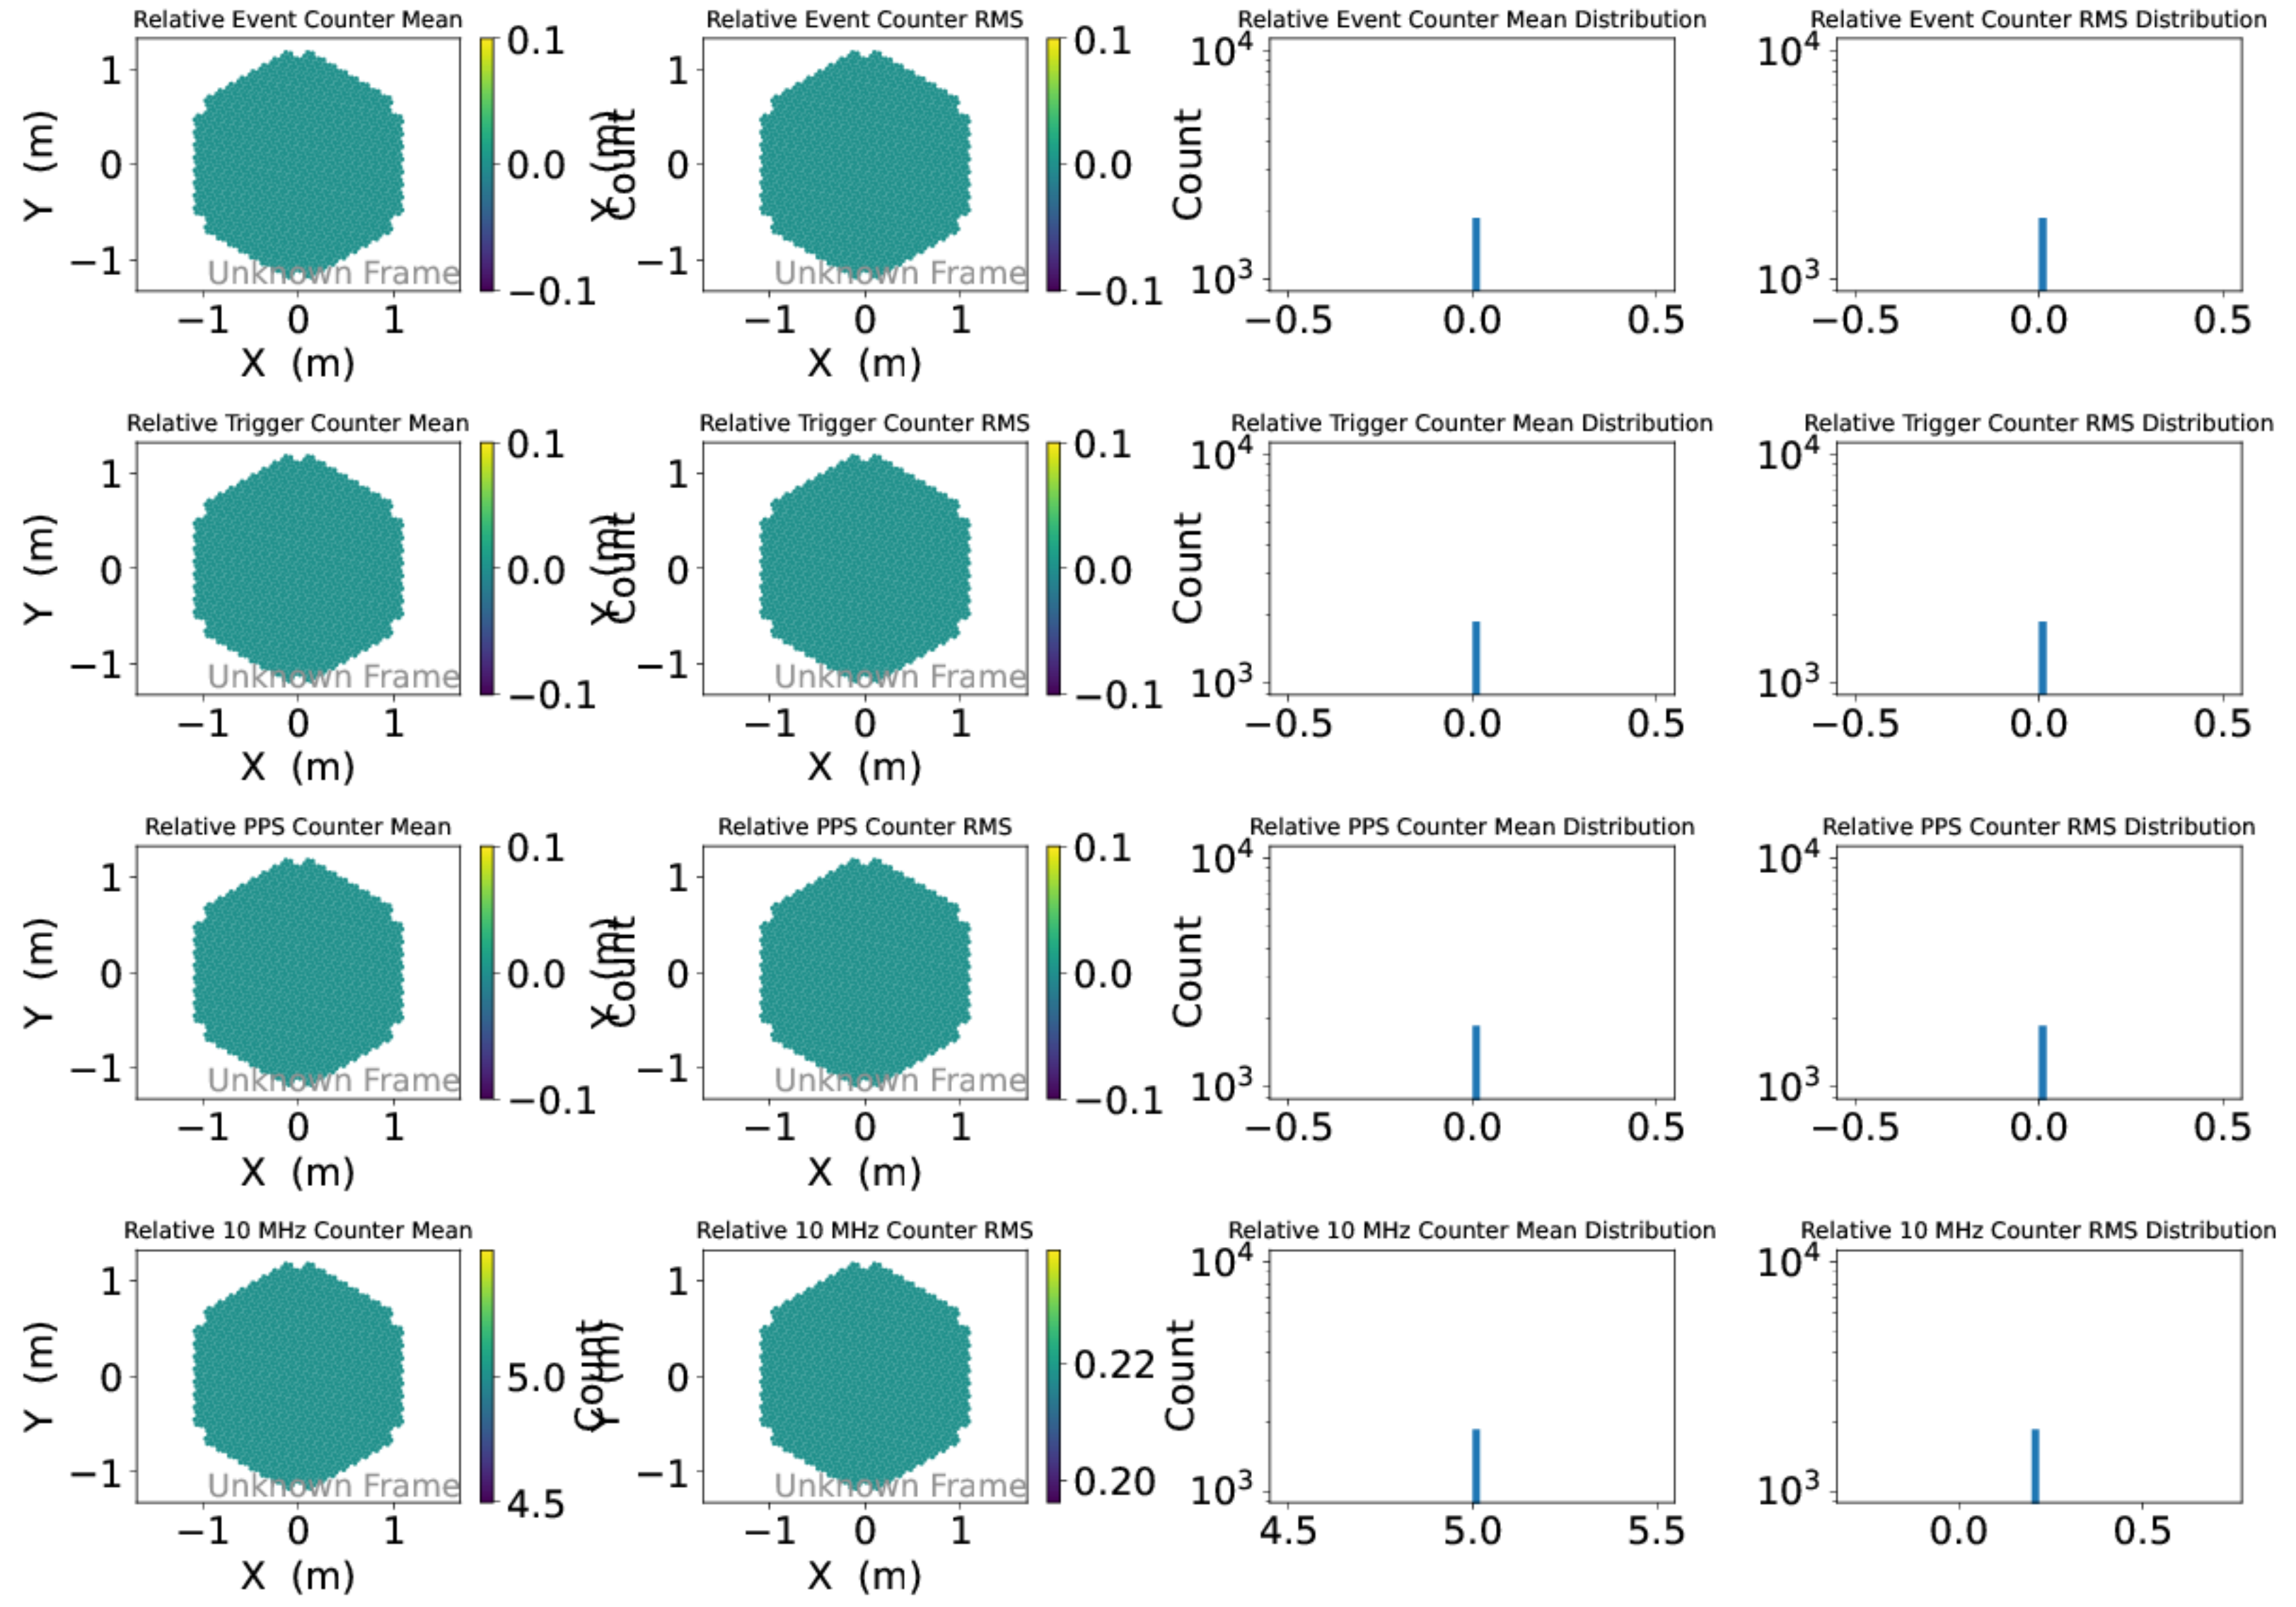 Relative Event Counter Mean
Relative Event Counter RMS
Relative Event Counter Mean Distribution
Relative Event Counter RMS Distribution
Y (m)
1
0
−1
Unknown Frame
−1 0 1
X (m)
0.1
0.0
−0.1
Count
Y (m)
1
0
−1
Unknown Frame
−1 0 1
X (m)
0.1
0.0
−0.1
Count
10⁴
10³
−0.5 0.0 0.5
10⁴
10³
−0.5 0.0 0.5
Relative Trigger Counter Mean
Relative Trigger Counter RMS
Relative Trigger Counter Mean Distribution
Relative Trigger Counter RMS Distribution
Y (m)
1
0
−1
Unknown Frame
−1 0 1
X (m)
0.1
0.0
−0.1
Count
Y (m)
1
0
−1
Unknown Frame
−1 0 1
X (m)
0.1
0.0
−0.1
Count
10⁴
10³
−0.5 0.0 0.5
10⁴
10³
−0.5 0.0 0.5
Relative PPS Counter Mean
Relative PPS Counter RMS
Relative PPS Counter Mean Distribution
Relative PPS Counter RMS Distribution
Y (m)
1
0
−1
Unknown Frame
−1 0 1
X (m)
0.1
0.0
−0.1
Count
Y (m)
1
0
−1
Unknown Frame
−1 0 1
X (m)
0.1
0.0
−0.1
Count
10⁴
10³
−0.5 0.0 0.5
10⁴
10³
−0.5 0.0 0.5
Relative 10 MHz Counter Mean
Relative 10 MHz Counter RMS
Relative 10 MHz Counter Mean Distribution
Relative 10 MHz Counter RMS Distribution
Y (m)
1
0
−1
Unknown Frame
−1 0 1
X (m)
5.0
4.5
Count
Y (m)
1
0
−1
Unknown Frame
−1 0 1
X (m)
0.22
0.20
Count
10⁴
10³
4.5 5.0 5.5
10⁴
10³
0.0 0.5